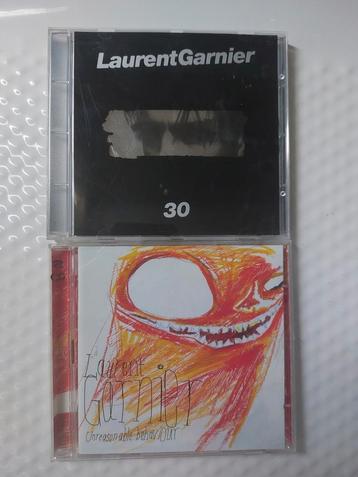 LaurentGarnier
30
Laurent
Garnier
Unreasonable behaviour